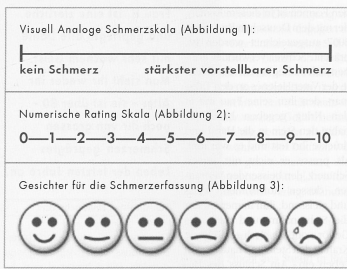 Visuell Analoge Schmerzskala (Abbildung 1):
kein Schmerz stärkster vorstellbarer Schmerz
Numerische Rating Skala (Abbildung 2):
0—1—2—3—4—5—6—7—8—9—10
Gesichter für die Schmerzerfassung (Abbildung 3):